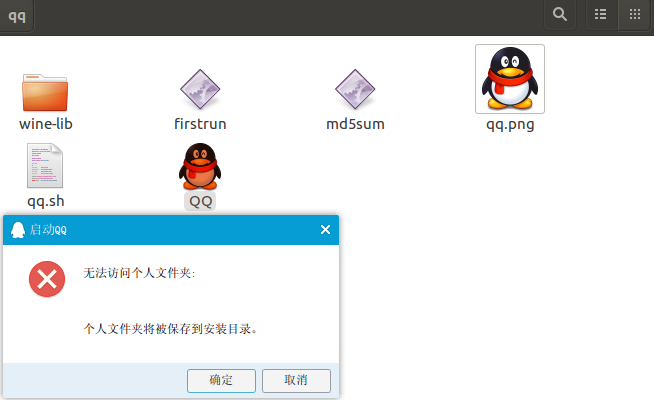 qq
wine-lib
firstrun
md5sum
qq.png
qq.sh
QQ
启动QQ
无法访问个人文件夹:
个人文件夹将被保存到安装目录。
确定
取消